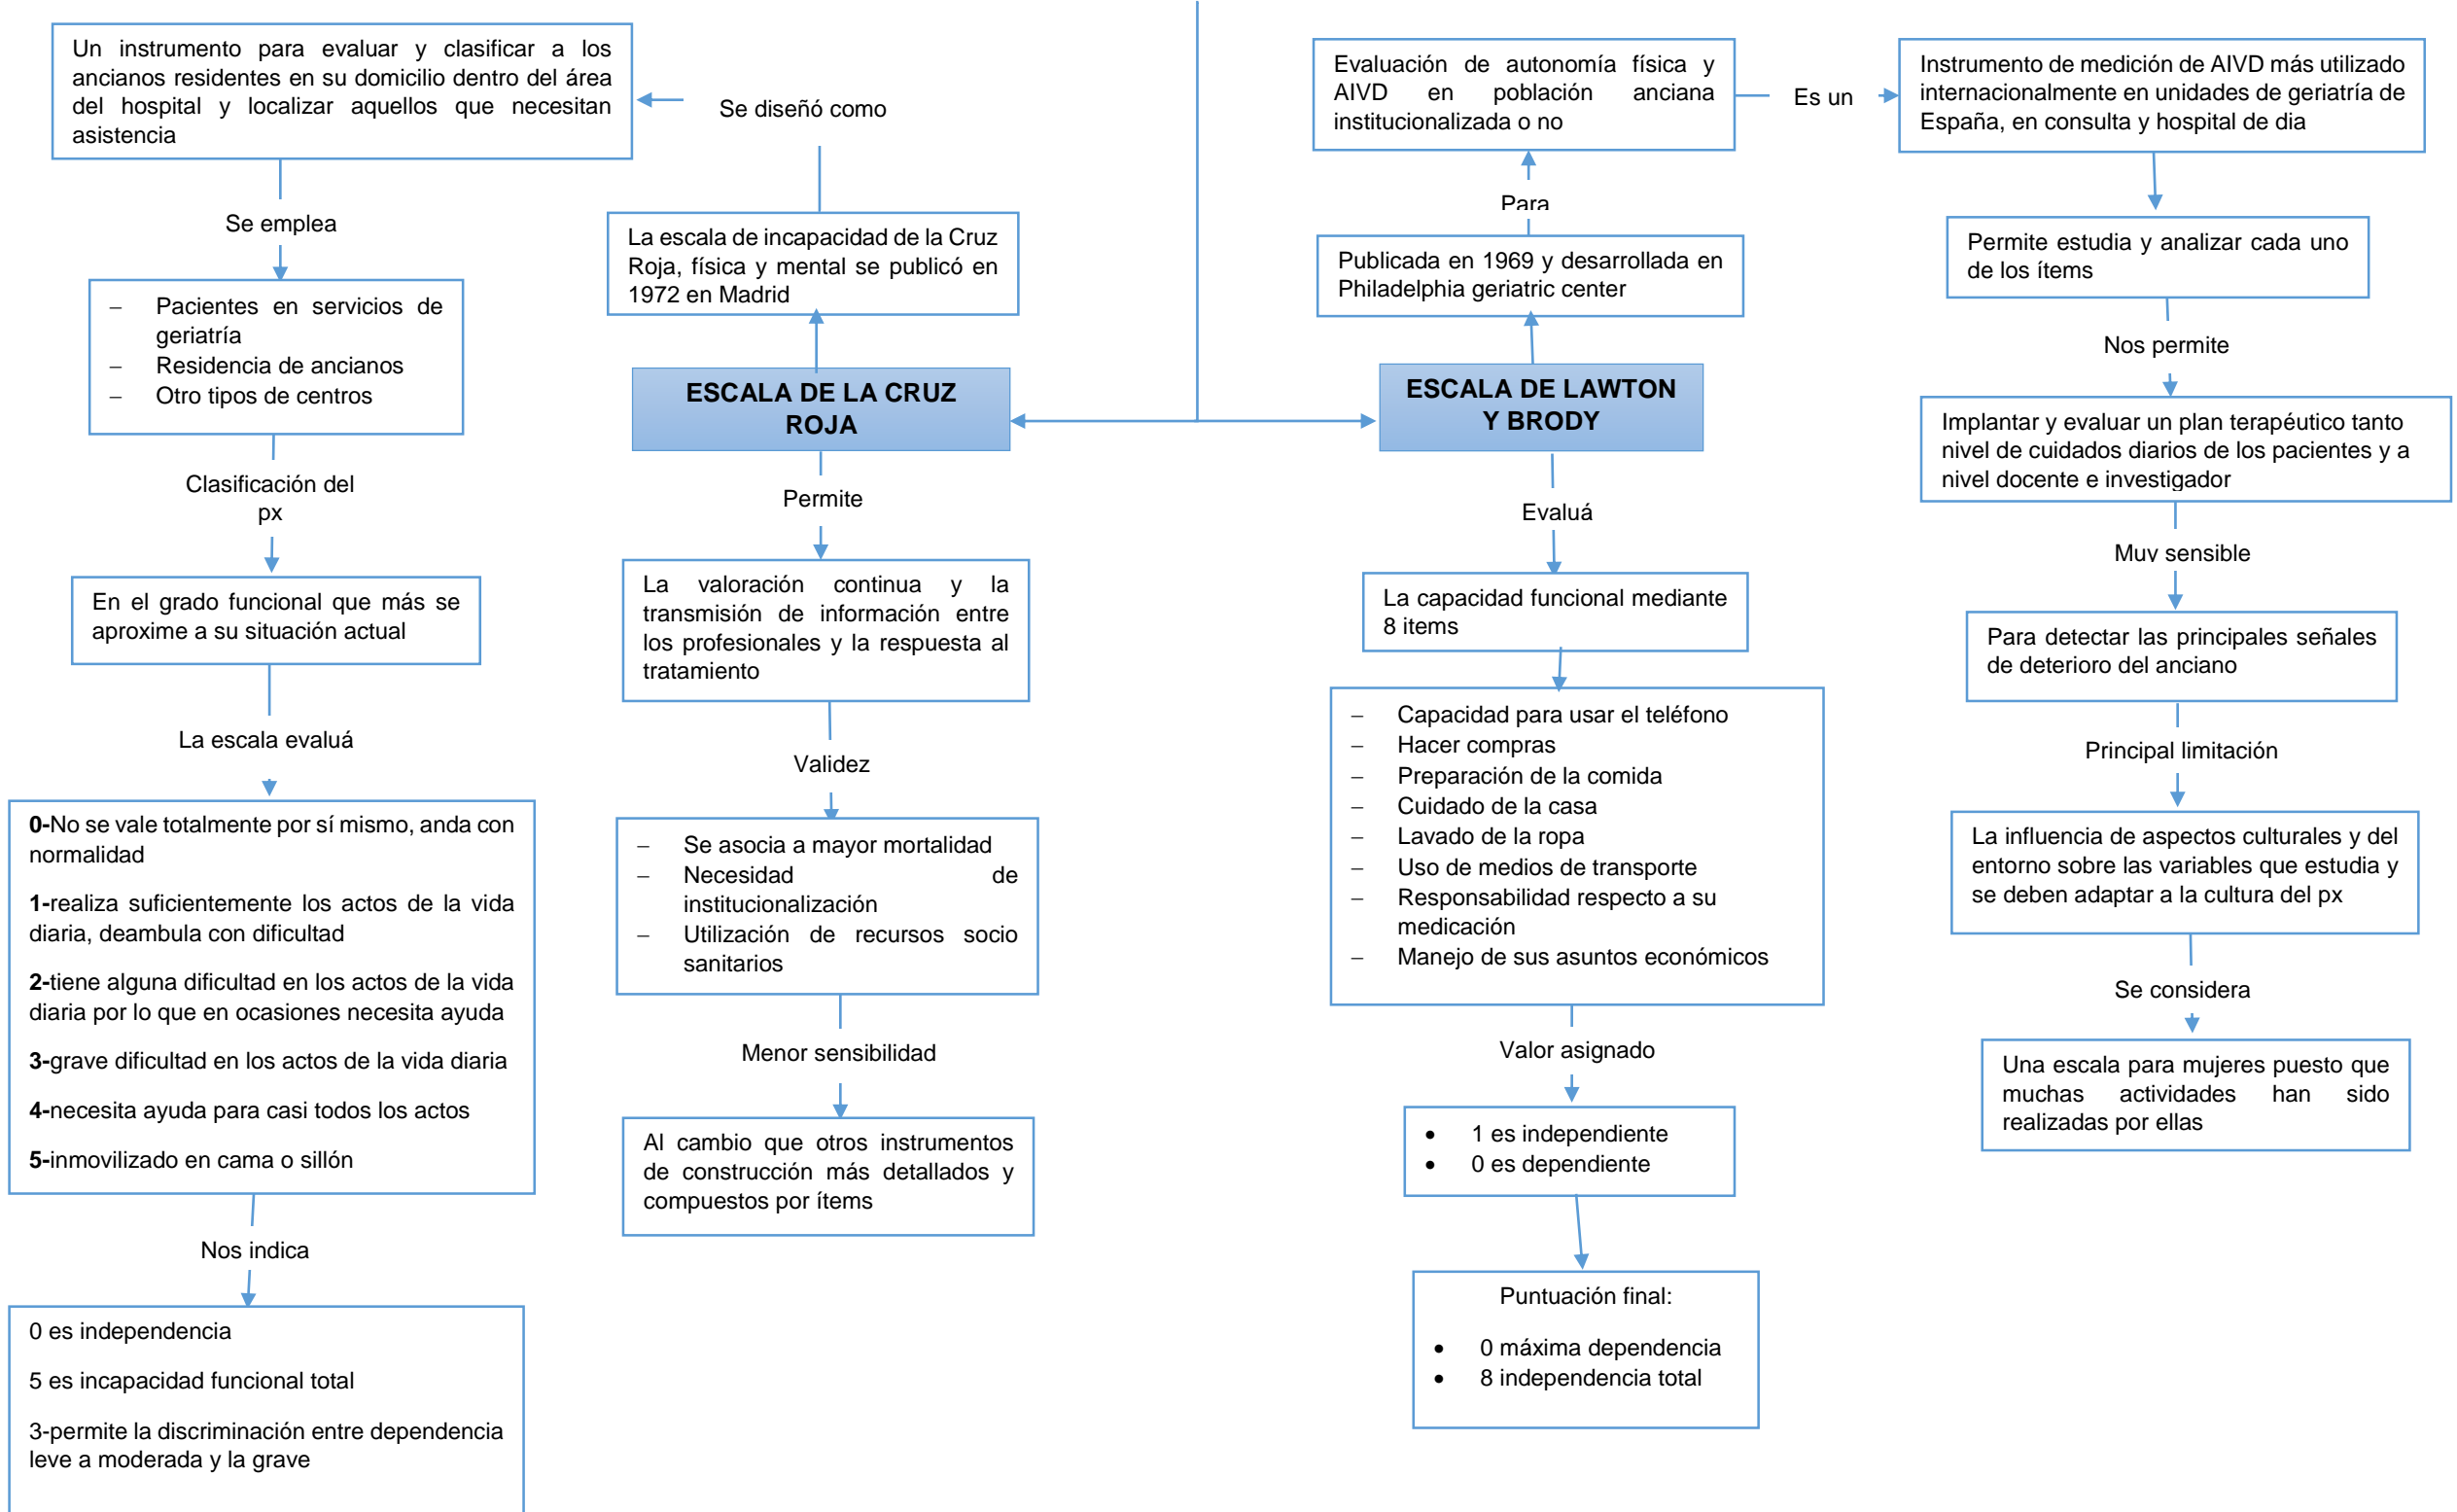 Un instrumento para evaluar y clasificar a los
ancianos residentes en su domicilio dentro del área
del hospital y localizar aquellos que necesitan
asistencia
Se diseñó como
Se emplea
La escala de incapacidad de la Cruz
Roja, física y mental se publicó en
1972 en Madrid
– Pacientes en servicios de
geriatría
– Residencia de ancianos
– Otro tipos de centros
ESCALA DE LA CRUZ
ROJA
Clasificación del
px
Permite
En el grado funcional que más se
aproxime a su situación actual
La valoración continua y la
transmisión de información entre
los profesionales y la respuesta al
tratamiento
La escala evaluá
Validez
0-No se vale totalmente por sí mismo, anda con
normalidad
1-realiza suficientemente los actos de la vida
diaria, deambula con dificultad
2-tiene alguna dificultad en los actos de la vida
diaria por lo que en ocasiones necesita ayuda
3-grave dificultad en los actos de la vida diaria
4-necesita ayuda para casi todos los actos
5-inmovilizado en cama o sillón
– Se asocia a mayor mortalidad
– Necesidad de
institucionalización
– Utilización de recursos socio
sanitarios
Menor sensibilidad
Al cambio que otros instrumentos
de construcción más detallados y
compuestos por ítems
Nos indica
0 es independencia
5 es incapacidad funcional total
3-permite la discriminación entre dependencia
leve a moderada y la grave
Evaluación de autonomía física y
AIVD en población anciana
institucionalizada o no
Es un
Instrumento de medición de AIVD más utilizado
internacionalmente en unidades de geriatría de
España, en consulta y hospital de dia
Para
Publicada en 1969 y desarrollada en
Philadelphia geriatric center
ESCALA DE LAWTON
Y BRODY
Evaluá
La capacidad funcional mediante
8 items
– Capacidad para usar el teléfono
– Hacer compras
– Preparación de la comida
– Cuidado de la casa
– Lavado de la ropa
– Uso de medios de transporte
– Responsabilidad respecto a su
medicación
– Manejo de sus asuntos económicos
Valor asignado
• 1 es independiente
• 0 es dependiente
Puntuación final:
• 0 máxima dependencia
• 8 independencia total
Permite estudia y analizar cada uno
de los ítems
Nos permite
Implantar y evaluar un plan terapéutico tanto
nivel de cuidados diarios de los pacientes y a
nivel docente e investigador
Muy sensible
Para detectar las principales señales
de deterioro del anciano
Principal limitación
La influencia de aspectos culturales y del
entorno sobre las variables que estudia y
se deben adaptar a la cultura del px
Se considera
Una escala para mujeres puesto que
muchas actividades han sido
realizadas por ellas